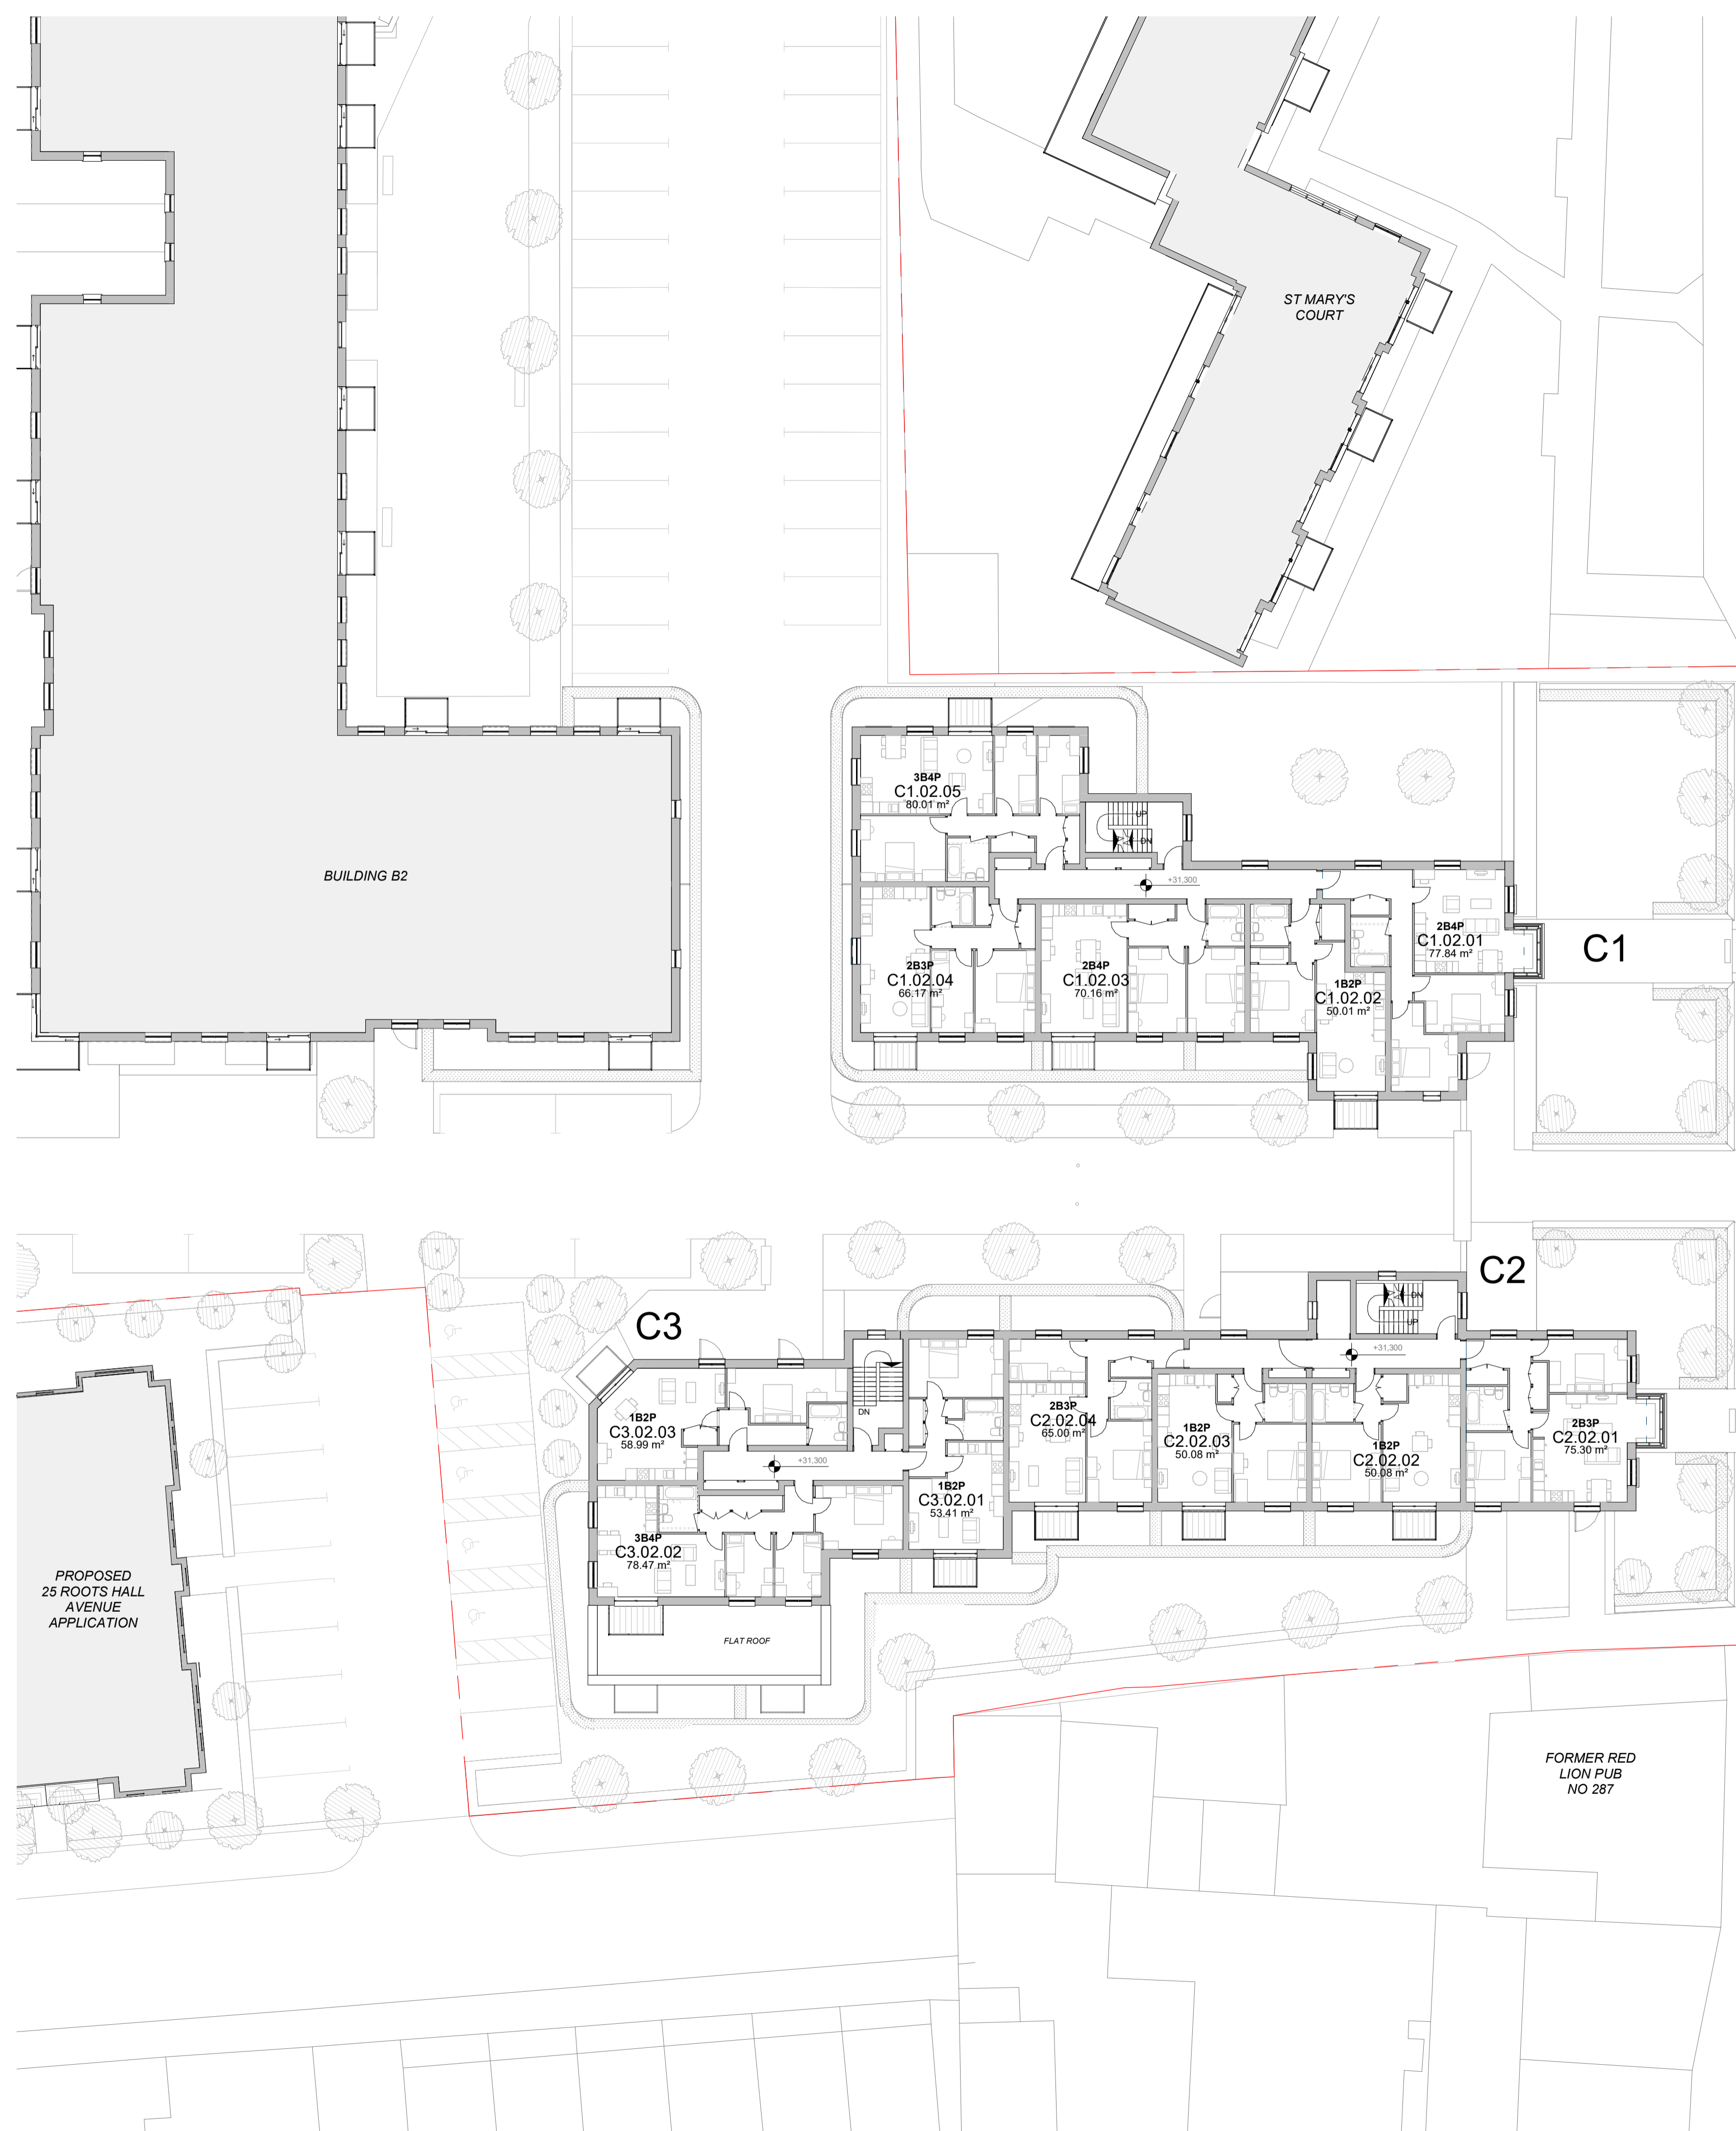 ST MARY'S
COURT
BUILDING B2
3B4P
C1.02.05
80.01 m²
UP
DN
+31,300
2B4P
C1.02.01
77.84 m²
C1
2B3P
C1.02.04
66.17 m²
2B4P
C1.02.03
70.16 m²
1B2P
C1.02.02
50.01 m²
C2
DN
UP
+31,300
C3
DN
1B2P
C3.02.03
58.99 m²
+31,300
2B3P
C2.02.04
65.00 m²
1B2P
C2.02.03
50.08 m²
1B2P
C2.02.02
50.08 m²
2B3P
C2.02.01
75.30 m²
1B2P
C3.02.01
53.41 m²
3B4P
C3.02.02
78.47 m²
FLAT ROOF
PROPOSED
25 ROOTS HALL
AVENUE
APPLICATION
FORMER RED
LION PUB
NO 287